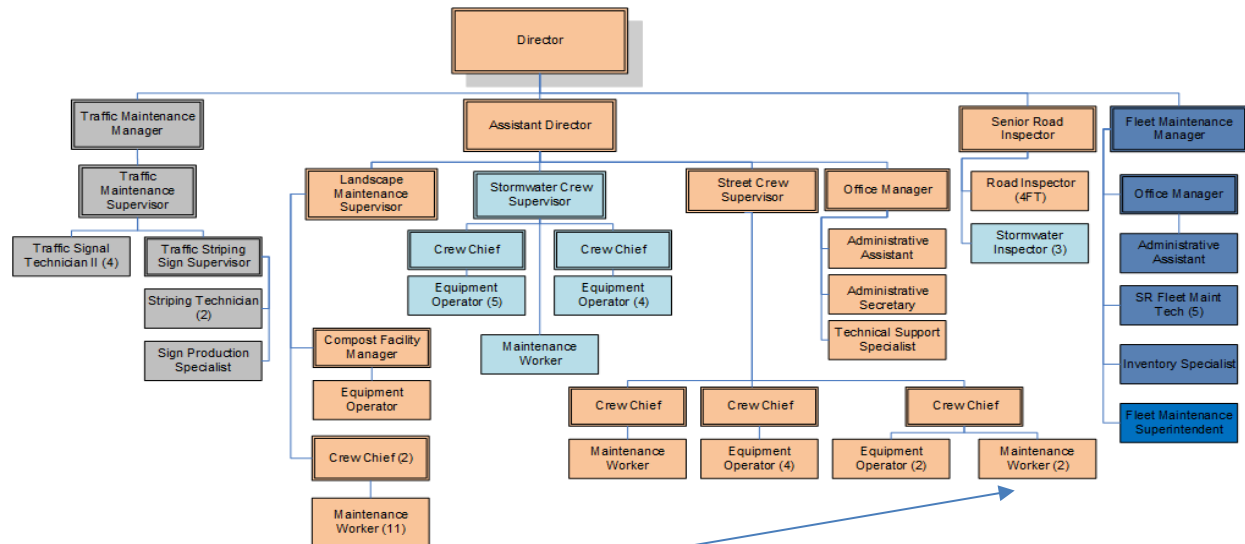 Director
Traffic Maintenance
Manager
Assistant Director
Senior Road
Inspector
Fleet Maintenance
Manager
Traffic
Maintenance
Supervisor
Landscape
Maintenance
Supervisor
Stormwater Crew
Supervisor
Street Crew
Supervisor
Office Manager
Road Inspector
(4FT)
Office Manager
Traffic Signal
Technician II (4)
Traffic Striping
Sign Supervisor
Crew Chief
Crew Chief
Administrative
Assistant
Stormwater
Inspector (3)
Administrative
Assistant
Striping Technician
(2)
Equipment
Operator (5)
Equipment
Operator (4)
Administrative
Secretary
SR Fleet Maint
Tech (5)
Sign Production
Specialist
Compost Facility
Manager
Maintenance
Worker
Technical Support
Specialist
Inventory Specialist
Equipment
Operator
Crew Chief
Crew Chief
Crew Chief
Fleet Maintenance
Superintendent
Crew Chief (2)
Maintenance
Worker
Equipment
Operator (4)
Equipment
Operator (2)
Maintenance
Worker (2)
Maintenance
Worker (11)